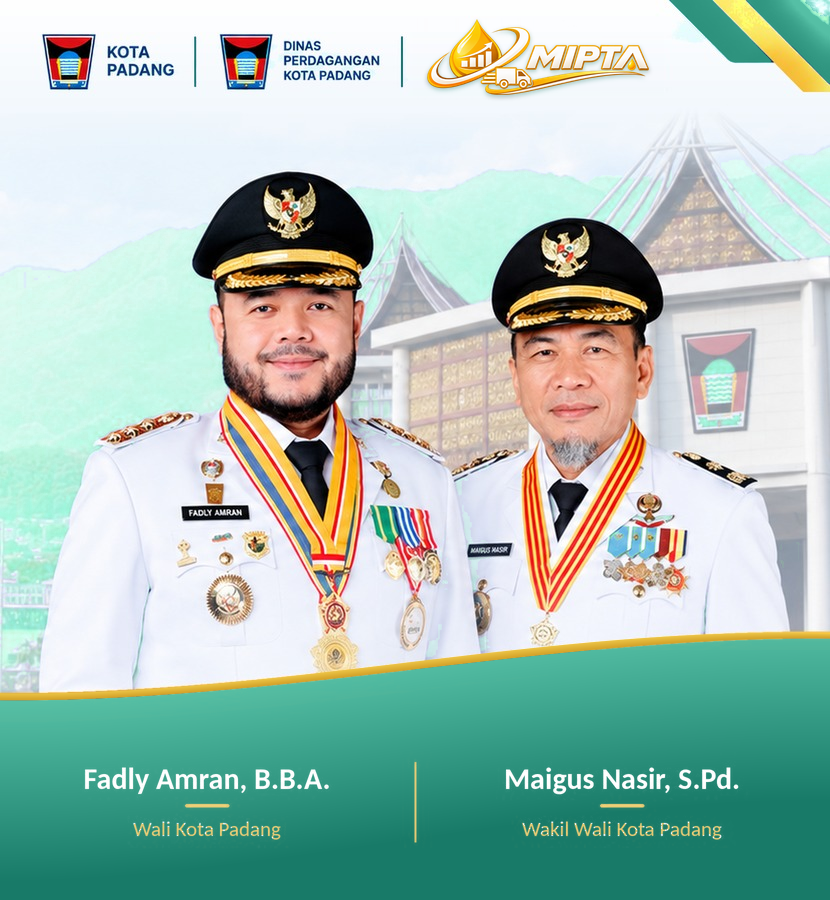 KOTA
PADANG
DINAS
PERDAGANGAN
KOTA PADANG
MIPTA
FADLY AMRAN
MAIGUS NASIR
Fadly Amran, B.B.A.
Wali Kota Padang
Maigus Nasir, S.Pd.
Wakil Wali Kota Padang